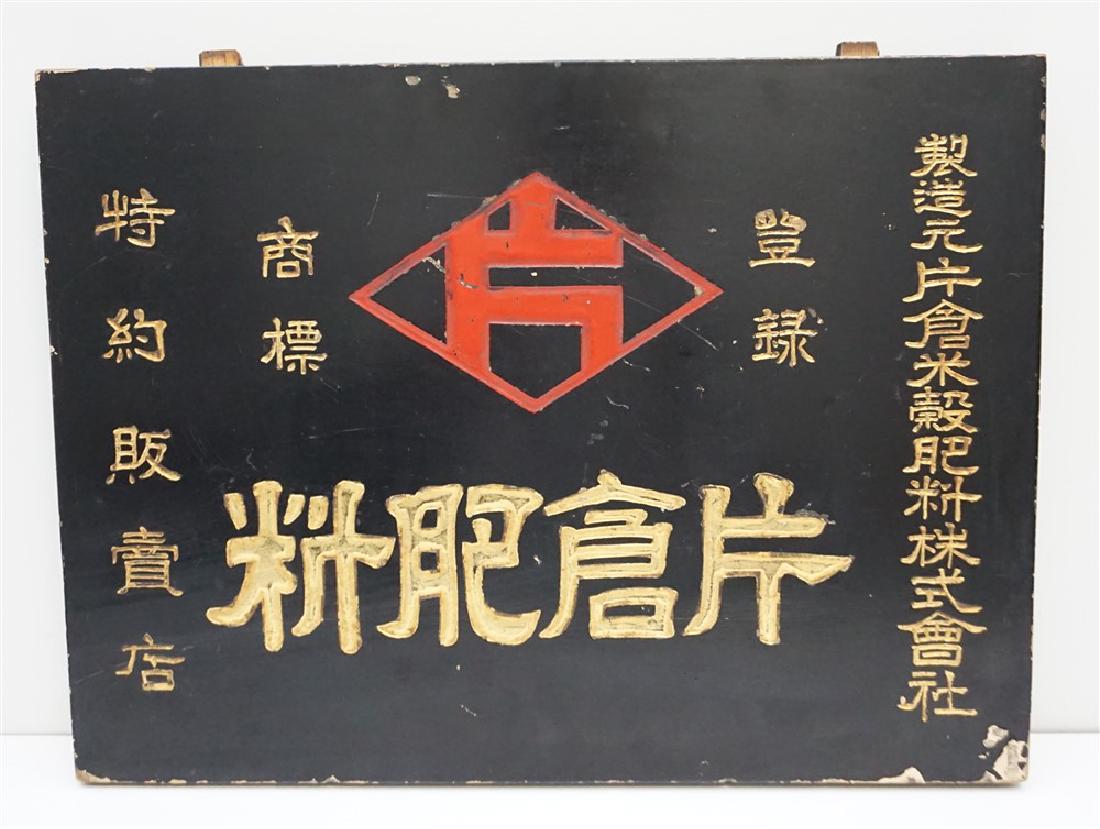 製造元片倉米穀肥料株式會社
登録
商標
片倉肥料
特約販賣店